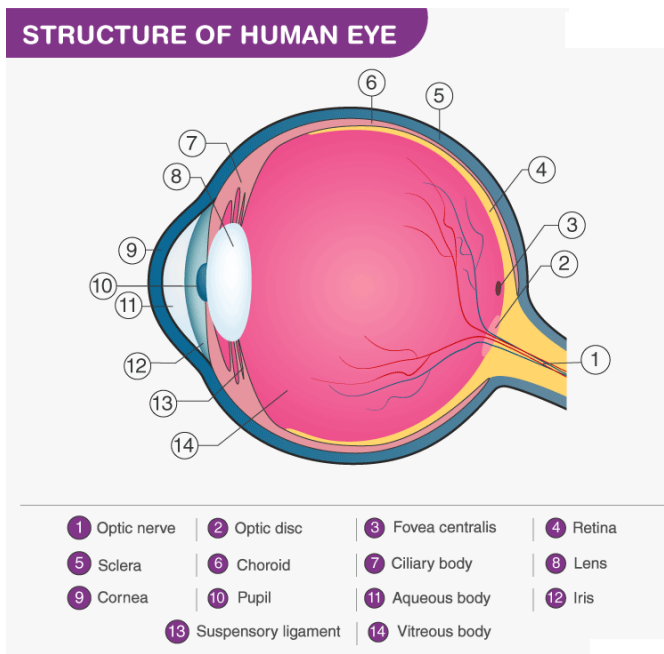 STRUCTURE OF HUMAN EYE
6
5
7
4
8
3
9
2
10
11
1
12
13
14
1 Optic nerve 2 Optic disc 3 Fovea centralis 4 Retina
5 Sclera 6 Choroid 7 Ciliary body 8 Lens
9 Cornea 10 Pupil 11 Aqueous body 12 Iris
13 Suspensory ligament 14 Vitreous body